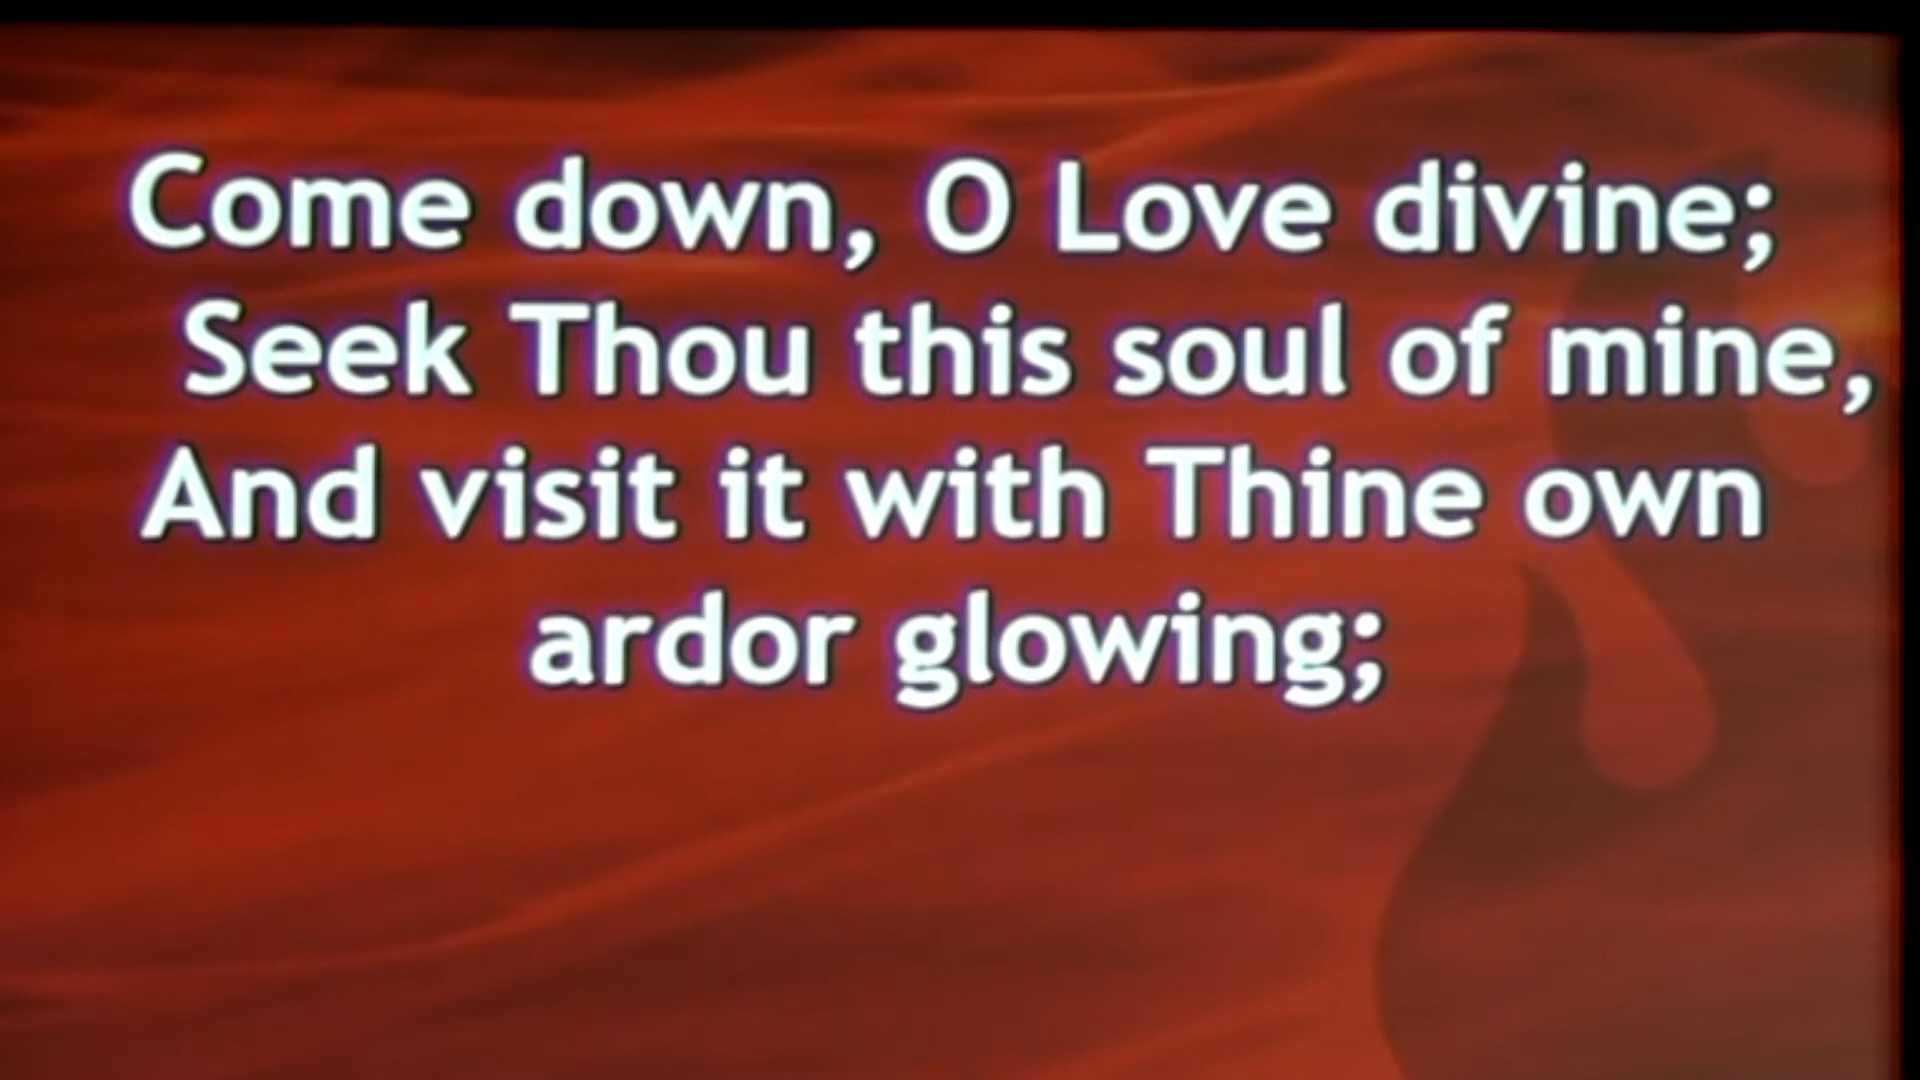 Come down, O Love divine;
Seek Thou this soul of mine,
And visit it with Thine own
ardor glowing;